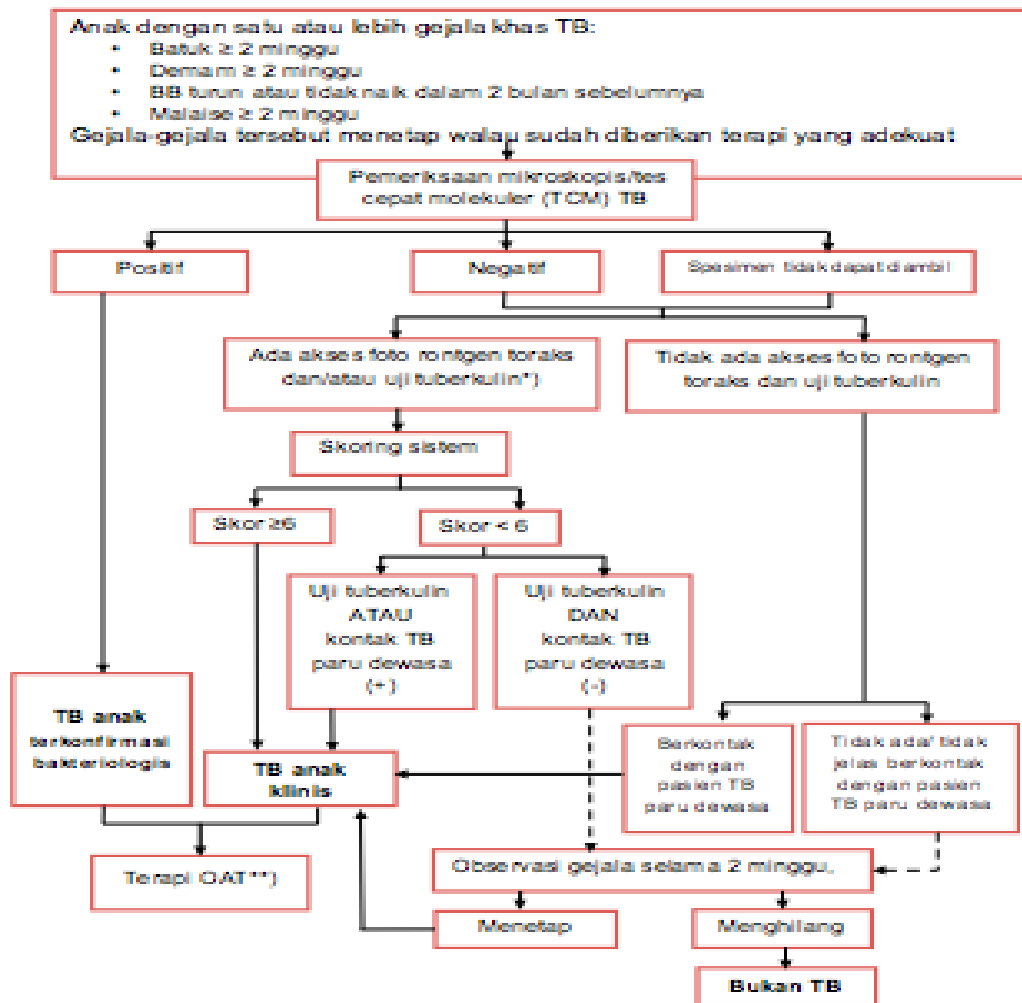 Anak dengan satu atau lebih gejala khas TB:
• Batuk ≥ 2 minggu
• Demam ≥ 2 minggu
• BB turun atau tidak naik dalam 2 bulan sebelumnya
• Malaise ≥ 2 minggu
Gejala-gejala tersebut menetap walau sudah diberikan terapi yang adekuat
Pemeriksaan mikroskopis/tes
cepat molekuler (TCM) TB
Positif
Negatif
Spesimen tidak dapat diambil
Ada akses foto rontgen toraks
dan/atau uji tuberkulin*)
Tidak ada akses foto rontgen
toraks dan uji tuberkulin
Skoring sistem
Skor ≥6
Skor < 6
Uji tuberkulin
ATAU
kontak TB
paru dewasa
(+)
Uji tuberkulin
DAN
kontak TB
paru dewasa
(-)
TB anak
terkonfirmasi
bakteriologis
TB anak
klinis
Berkontak
dengan
pasien TB
paru dewasa
Tidak ada/ tidak
jelas berkontak
dengan pasien
TB paru dewasa
Terapi OAT**)
Observasi gejala selama 2 minggu,
Menetap
Menghilang
Bukan TB